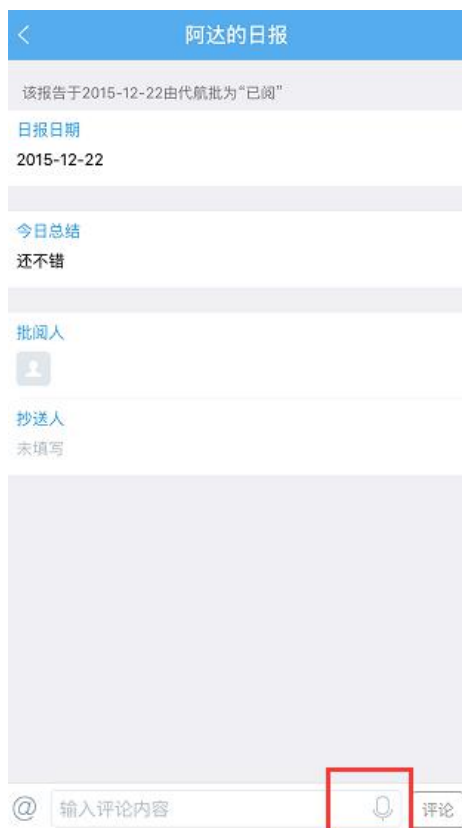 阿达的日报
该报告于2015-12-22由代航批为“已阅”
日报日期
2015-12-22
今日总结
还不错
批阅人
抄送人
未填写
@ 输入评论内容 评论